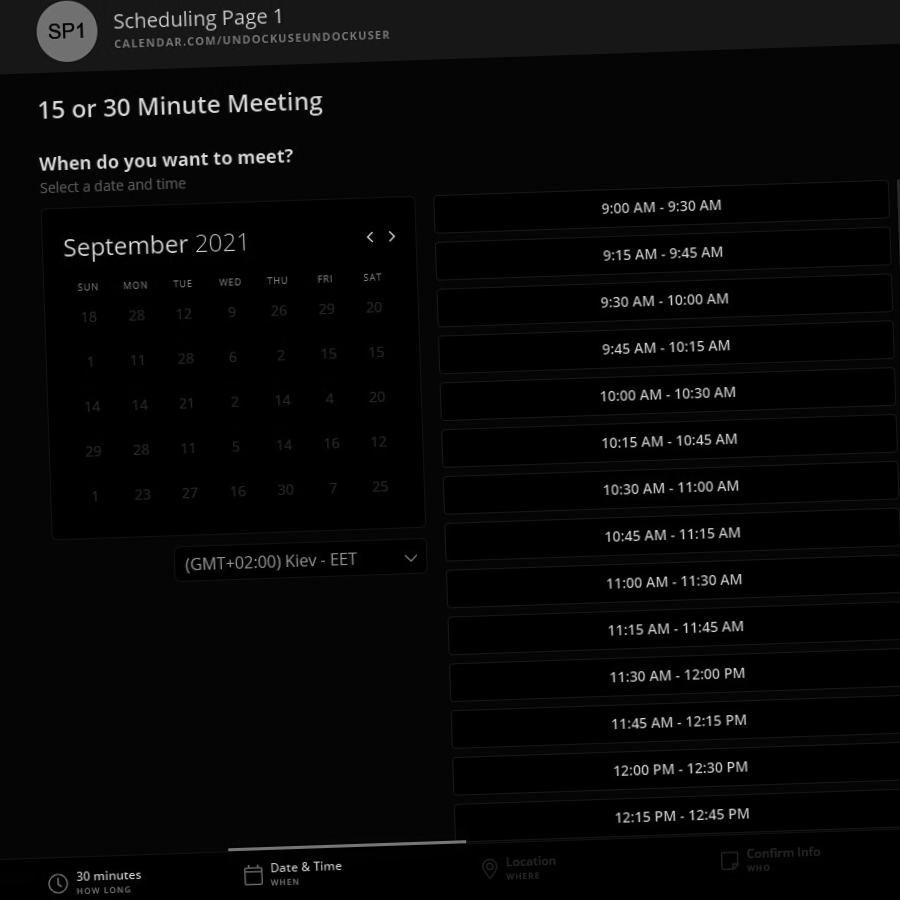 SP1
Scheduling Page 1
CALENDAR.COM/UNDOCKUSEUNDOCKUSER
15 or 30 Minute Meeting
When do you want to meet?
Select a date and time
September 2021
SUN MON TUE WED THU FRI SAT
18 28 12 9 26 29 20
1 11 28 6 2 15 15
14 14 21 2 14 4 20
29 28 11 5 14 16 12
1 23 27 16 30 7 25
(GMT+02:00) Kiev - EET
9:00 AM - 9:30 AM
9:15 AM - 9:45 AM
9:30 AM - 10:00 AM
9:45 AM - 10:15 AM
10:00 AM - 10:30 AM
10:15 AM - 10:45 AM
10:30 AM - 11:00 AM
10:45 AM - 11:15 AM
11:00 AM - 11:30 AM
11:15 AM - 11:45 AM
11:30 AM - 12:00 PM
11:45 AM - 12:15 PM
12:00 PM - 12:30 PM
12:15 PM - 12:45 PM
30 minutes
HOW LONG
Date & Time
WHEN
Location
WHERE
Confirm Info
WHO